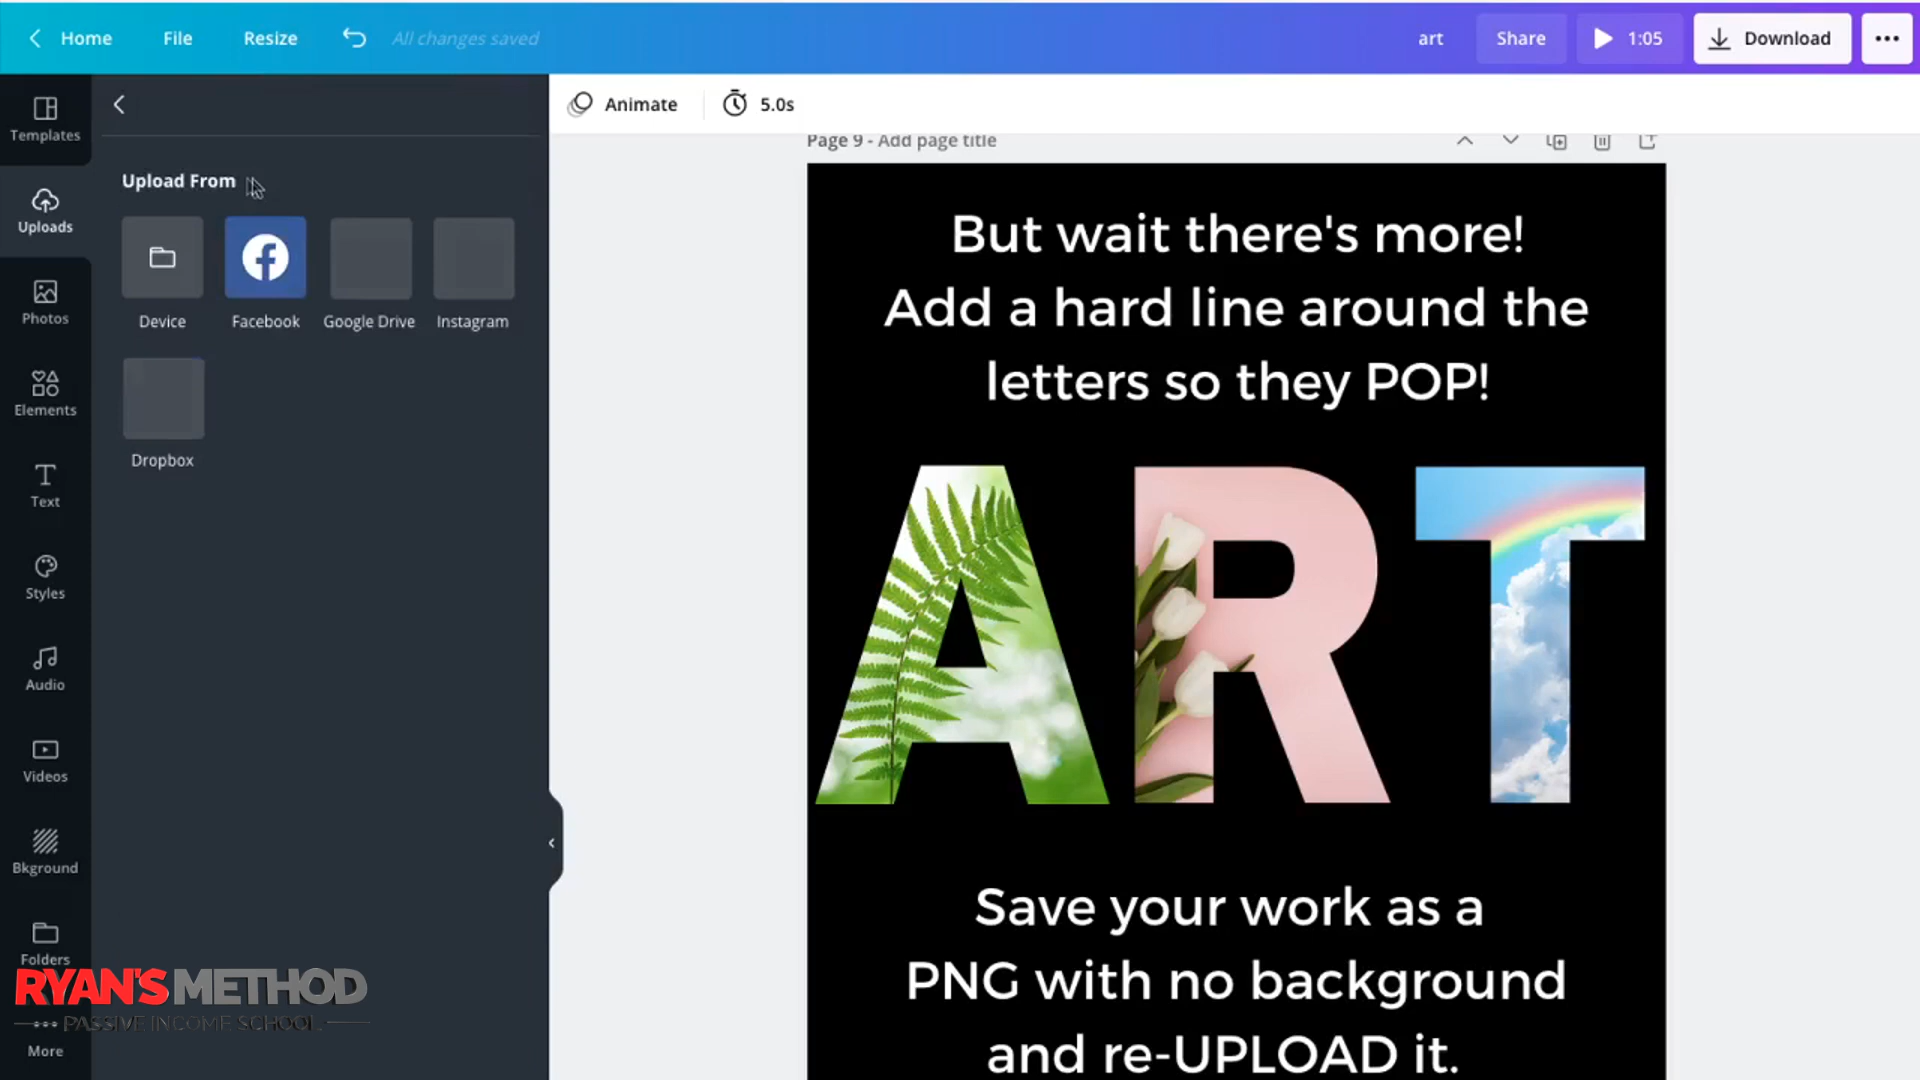 Home
File
Resize
All changes saved
art
Share
1:05
Download
Templates
Uploads
Photos
Elements
Text
Styles
Audio
Videos
Bkground
Folders
More
Upload From
Device
Facebook
Google Drive
Instagram
Dropbox
Animate
5.0s
Page 9 - Add page title
But wait there's more!
Add a hard line around the
letters so they POP!
ART
Save your work as a
PNG with no background
and re-UPLOAD it.
RYAN'S METHOD
PASSIVE INCOME SCHOOL